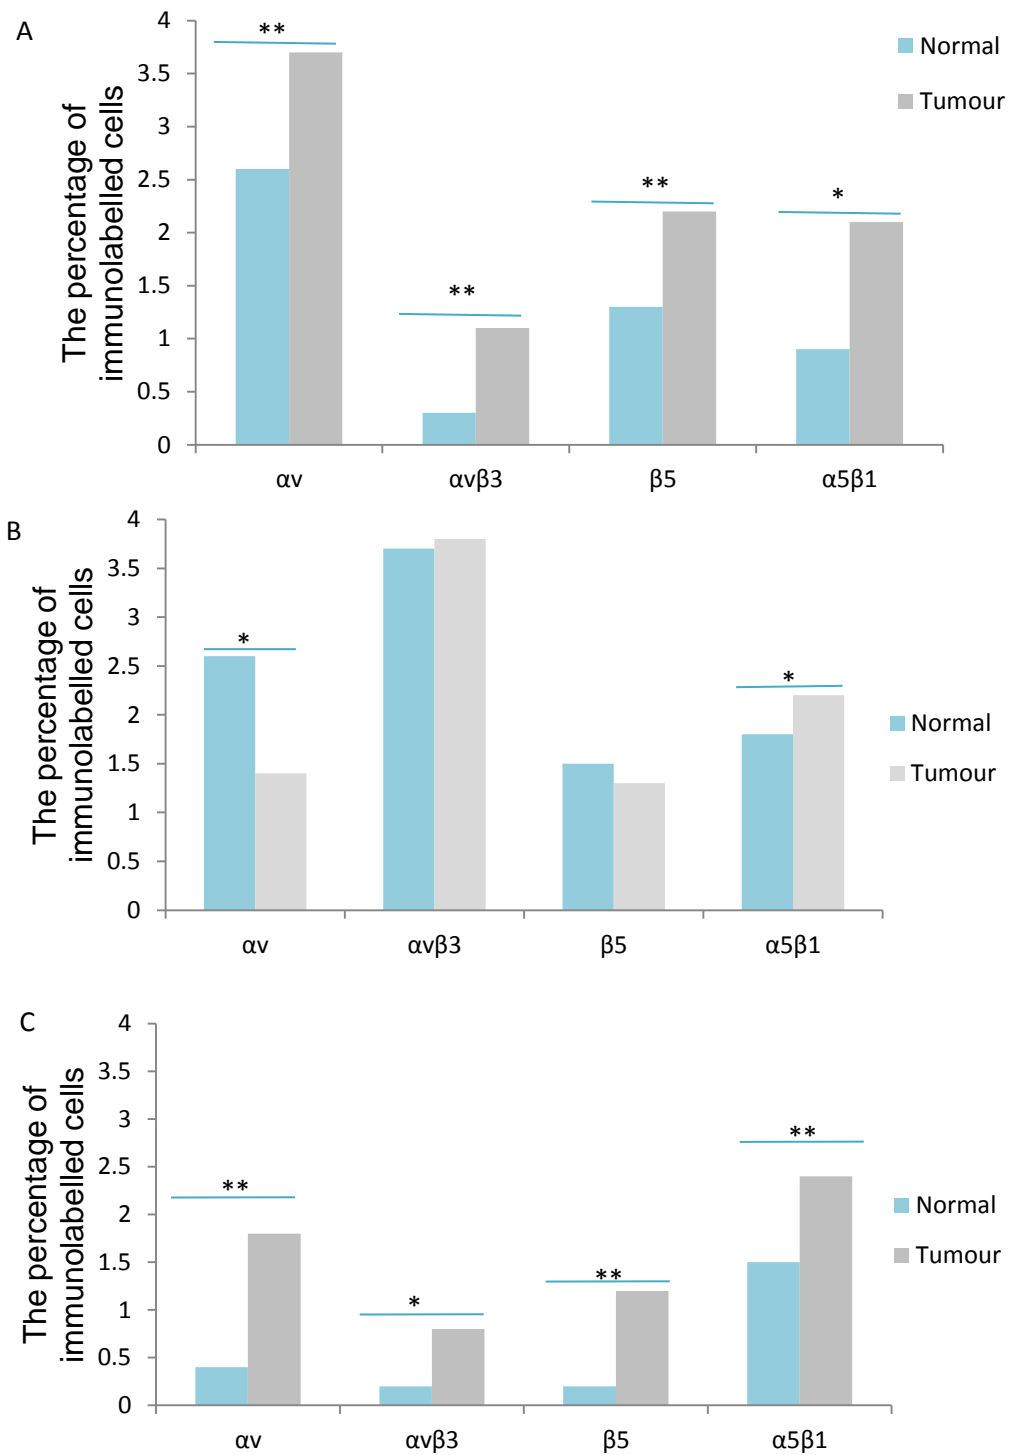 A
4
3.5
3
2.5
2
1.5
1
0.5
0
The percentage of
immunolabelled cells
**
**
**
*
αv
αvβ3
β5
α5β1
Normal
Tumour
B
4
3.5
3
2.5
2
1.5
1
0.5
0
The percentage of
immunolabelled cells
*
*
αv
αvβ3
β5
α5β1
Normal
Tumour
C
4
3.5
3
2.5
2
1.5
1
0.5
0
The percentage of
immunolabelled cells
**
*
**
**
αv
αvβ3
β5
α5β1
Normal
Tumour